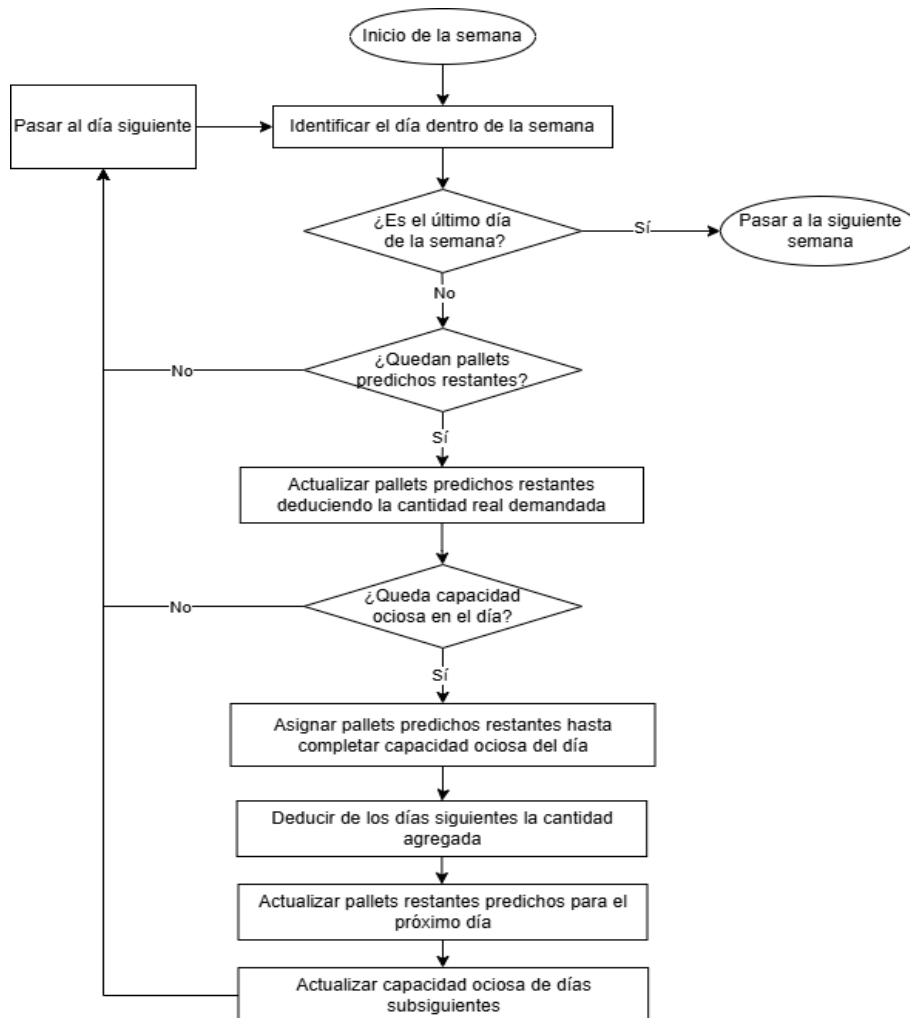 Inicio de la semana
Pasar al día siguiente
Identificar el día dentro de la semana
¿Es el último día
de la semana?
Sí
Pasar a la siguiente
semana
No
¿Quedan pallets
predichos restantes?
No
Sí
Actualizar pallets predichos restantes
deduciendo la cantidad real demandada
¿Queda capacidad
ociosa en el día?
No
Sí
Asignar pallets predichos restantes hasta
completar capacidad ociosa del día
Deducir de los días siguientes la cantidad
agregada
Actualizar pallets restantes predichos para el
próximo día
Actualizar capacidad ociosa de días
subsiguientes